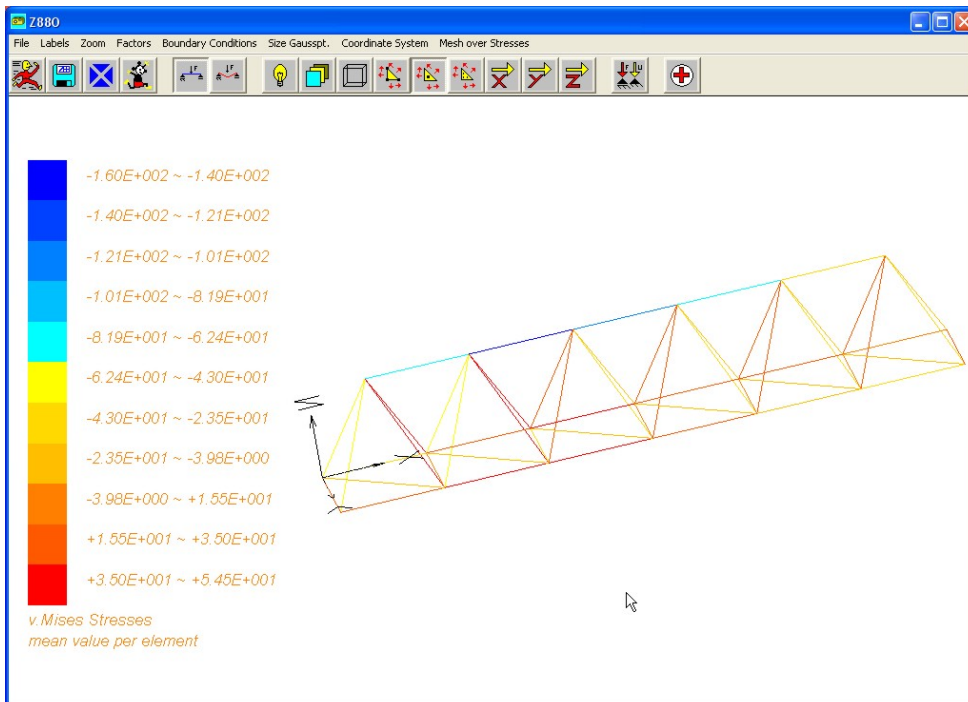 Z88O
File Labels Zoom Factors Boundary Conditions Size Gausspt. Coordinate System Mesh over Stresses
X Y Z
-1.60E+002 ~ -1.40E+002
-1.40E+002 ~ -1.21E+002
-1.21E+002 ~ -1.01E+002
-1.01E+002 ~ -8.19E+001
-8.19E+001 ~ -6.24E+001
-6.24E+001 ~ -4.30E+001
-4.30E+001 ~ -2.35E+001
-2.35E+001 ~ -3.98E+000
-3.98E+000 ~ +1.55E+001
+1.55E+001 ~ +3.50E+001
+3.50E+001 ~ +5.45E+001
v.Mises Stresses
mean value per element
Z
X
Y